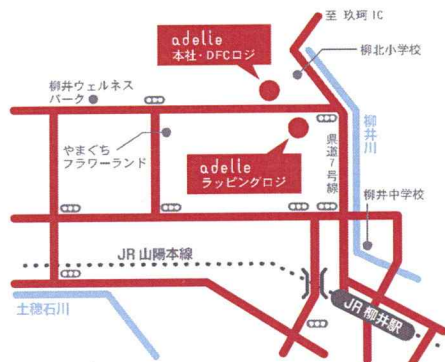 至 玖珂 IC
adelie
本社・DFCロジ
柳北小学校
柳井ウェルネス
パーク
柳井川
やまぐち
フラワーランド
adelle
ラッピングロジ
県道7号線
柳井中学校
JR 山陽本線
土穂石川
JR 柳井駅